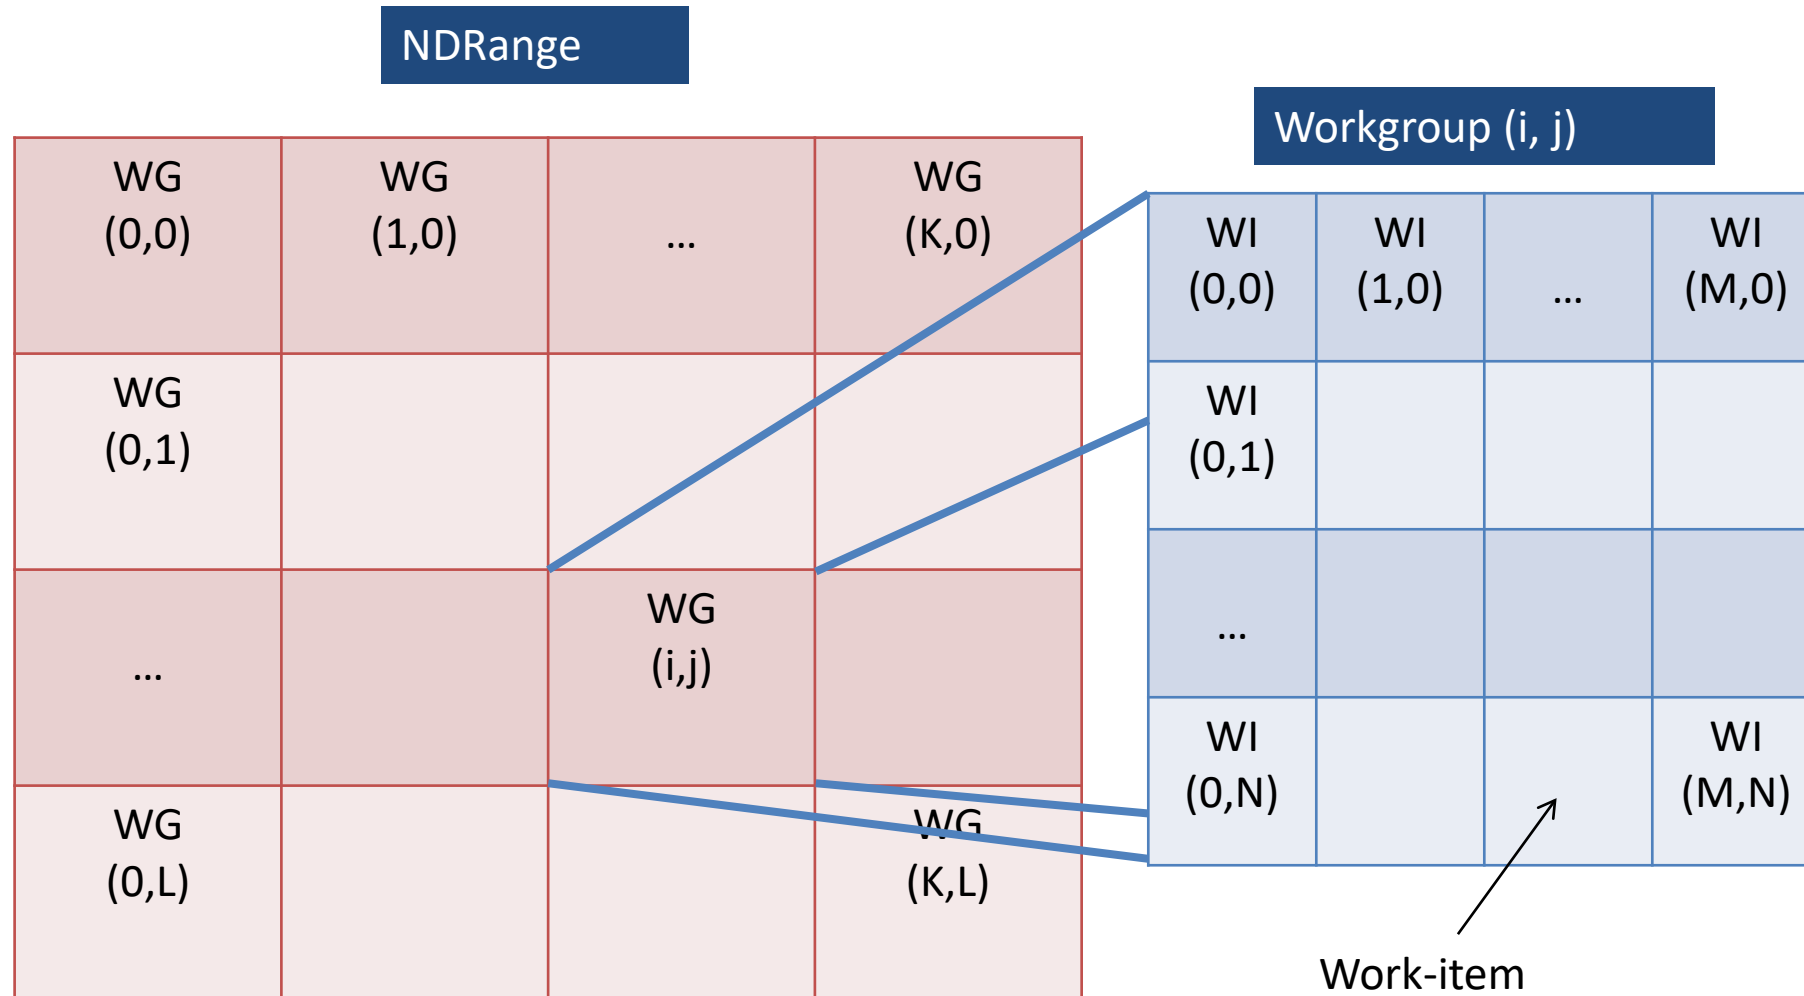 NDRange
WG
(0,0)
WG
(1,0)
...
WG
(K,0)
WG
(0,1)
...
WG
(i,j)
WG
(0,L)
WG
(K,L)
Workgroup (i, j)
WI
(0,0)
WI
(1,0)
...
WI
(M,0)
WI
(0,1)
...
WI
(0,N)
WI
(M,N)
Work-item